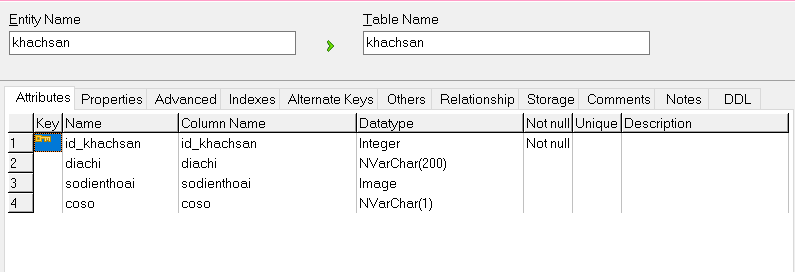 Entity Name Table Name
khachsan khachsan
Attributes Properties Advanced Indexes Alternate Keys Others Relationship Storage Comments Notes DDL
Key Name Column Name Datatype Not null Unique Description
1 id_khachsan id_khachsan Integer Not null
2 diachi diachi NVarChar(200)
3 sodienthoai sodienthoai Image
4 coso coso NVarChar(1)